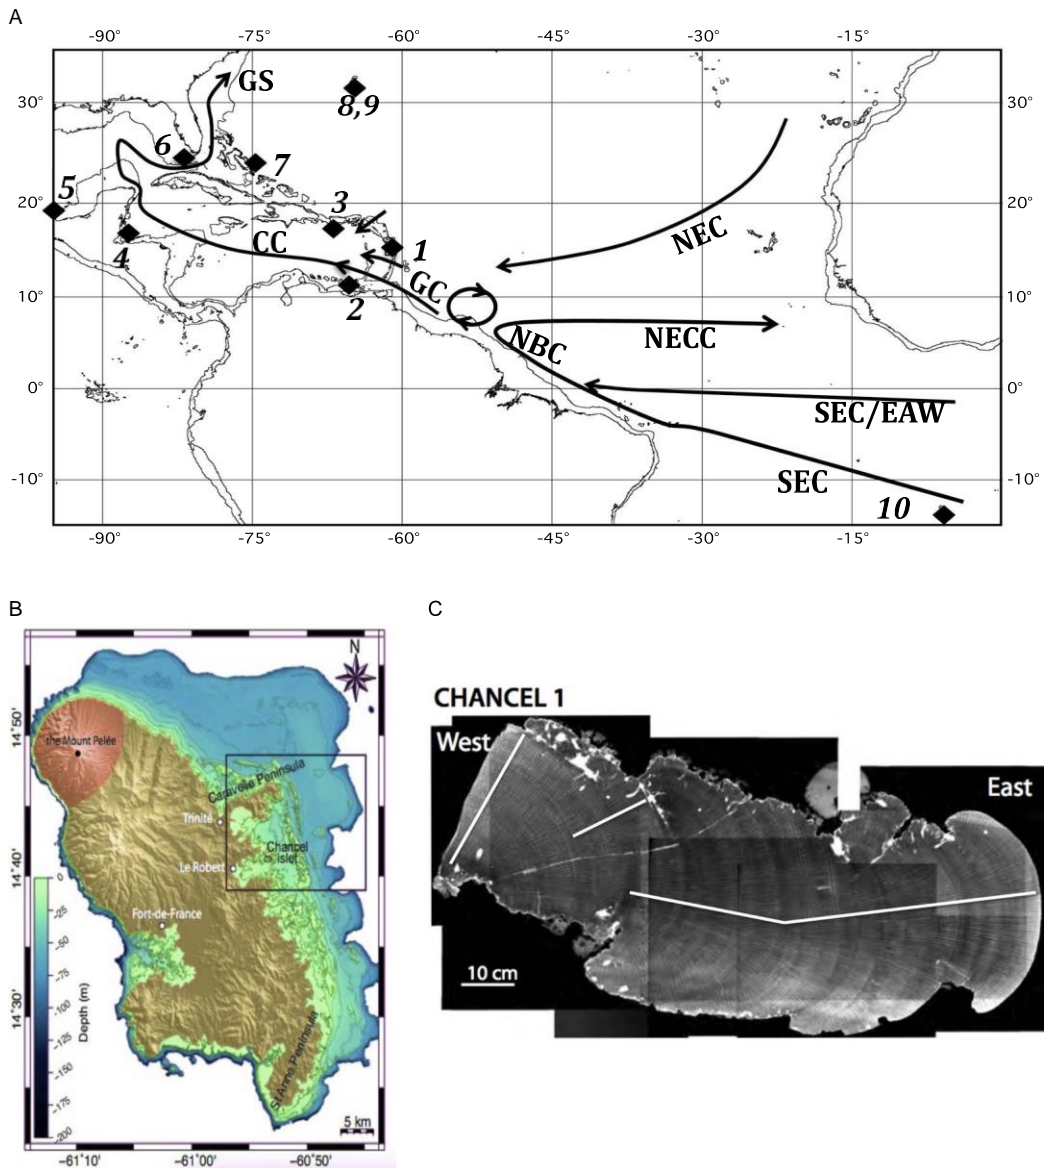 A
-90° -75° -60° -45° -30° -15°
GS
30° 30°
8,9
6
7
5
20° 20°
3
NEC
CC
1
4
GC
10° 10°
2
NBC
NECC
0° 0°
SEC/EAW
SEC
-10° -10°
10
-90° -75° -60° -45° -30° -15°
B
N
14°50'
the Mount Pelée
Caravelle Peninsula
Trinité
Chancel
islet
Le Robert
14°40'
0
Fort-de-France
-25
-50
-75
-100
-125
-150
-175
-200
Depth (m)
14°30'
St Anne Peninsula
5 km
-61°10' -61°00' -60°50'
C
CHANCEL 1
West
East
10 cm